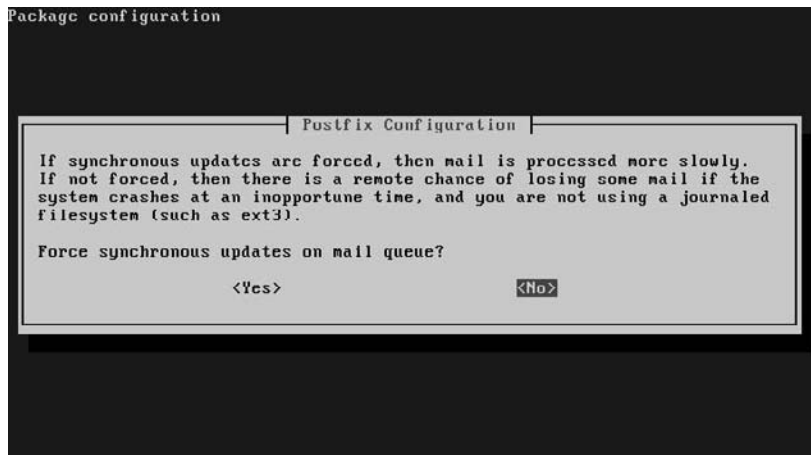 Package configuration
Postfix Configuration
If synchronous updates are forced, then mail is processed more slowly.
If not forced, then there is a remote chance of losing some mail if the
system crashes at an inopportune time, and you are not using a journaled
filesystem (such as ext3).
Force synchronous updates on mail queue?
<Yes> <No>